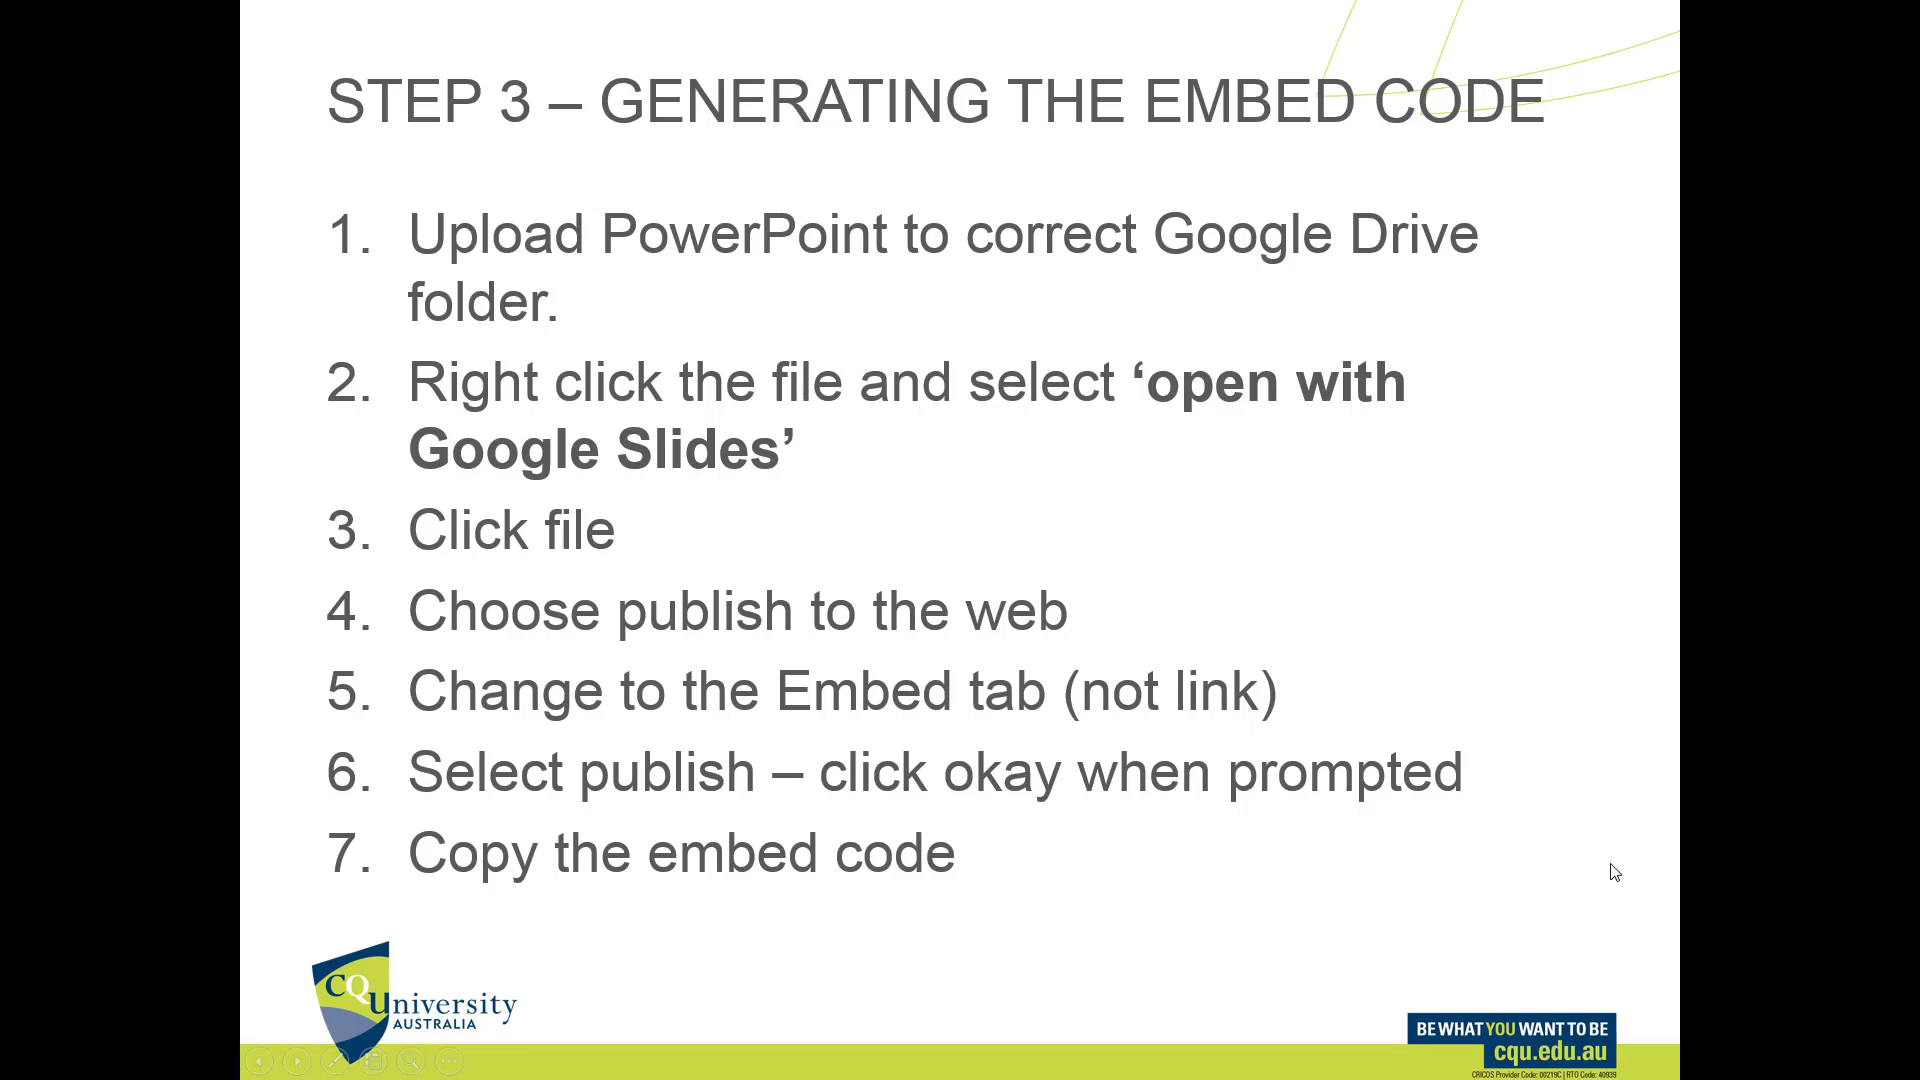 STEP 3 – GENERATING THE EMBED CODE
1. Upload PowerPoint to correct Google Drive
folder.
2. Right click the file and select ‘open with
Google Slides’
3. Click file
4. Choose publish to the web
5. Change to the Embed tab (not link)
6. Select publish – click okay when prompted
7. Copy the embed code
CQUniversity
AUSTRALIA
BE WHAT YOU WANT TO BE
cqu.edu.au
CRICOS Provider Code: 00219C | RTO Code: 40939